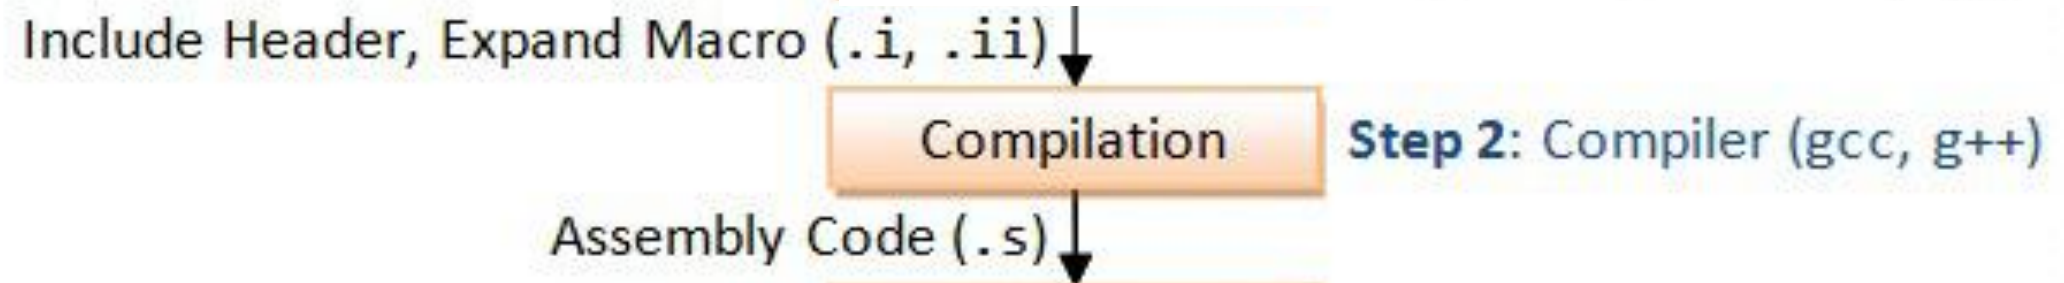 Include Header, Expand Macro (.i, .ii)
Compilation
Step 2: Compiler (gcc, g++)
Assembly Code (.s)